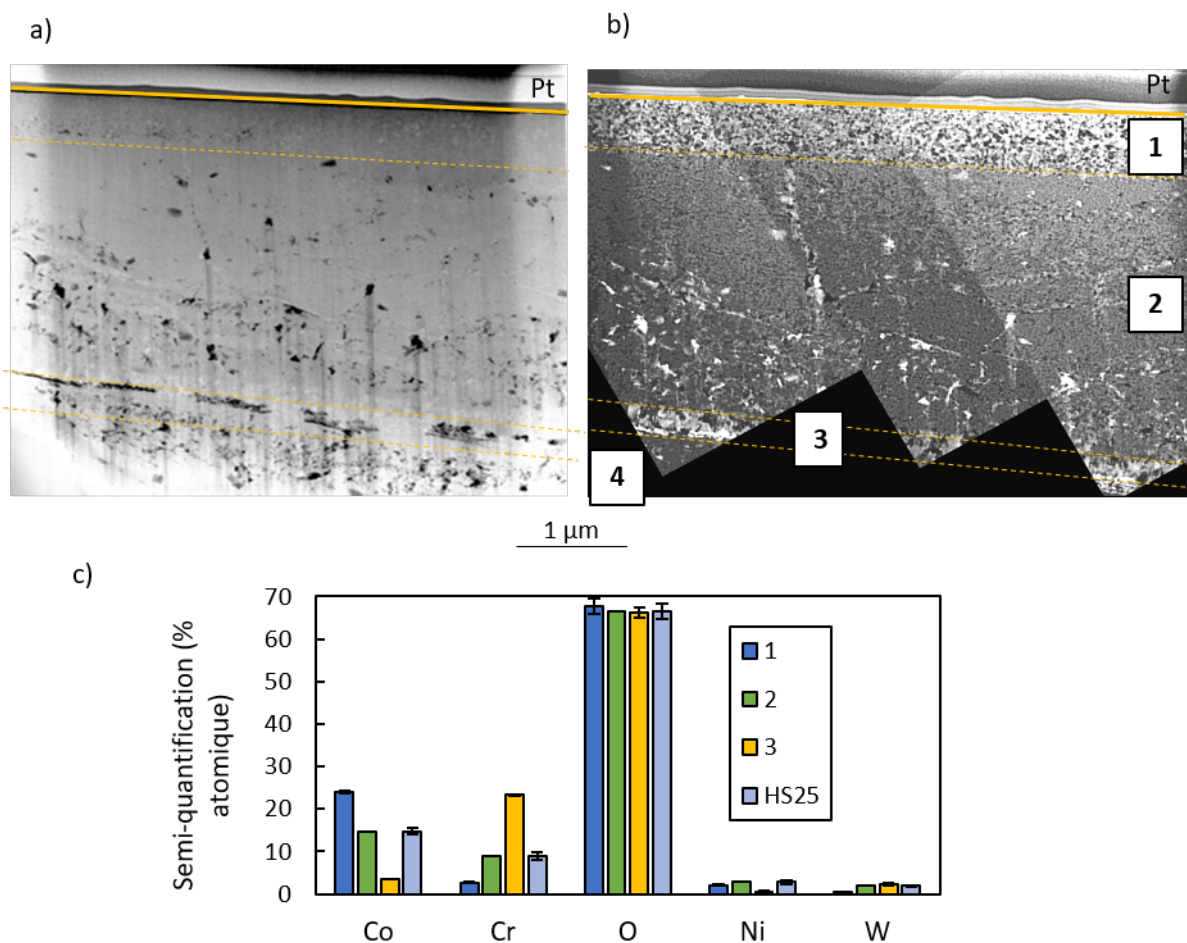 a)
b)
Pt
Pt
1
2
3
4
1 µm
c)
Semi-quantification (%
atomique)
70
60
50
40
30
20
10
0
1
2
3
HS25
Co Cr O Ni W